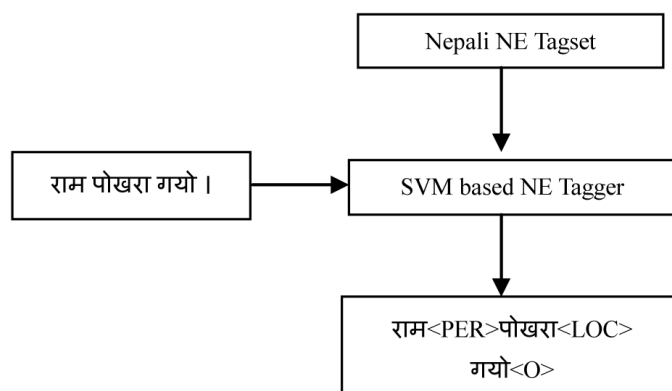 Nepali NE Tagset
राम पोखरा गयो ।
SVM based NE Tagger
राम<PER>पोखरा<LOC>
गयो<O>